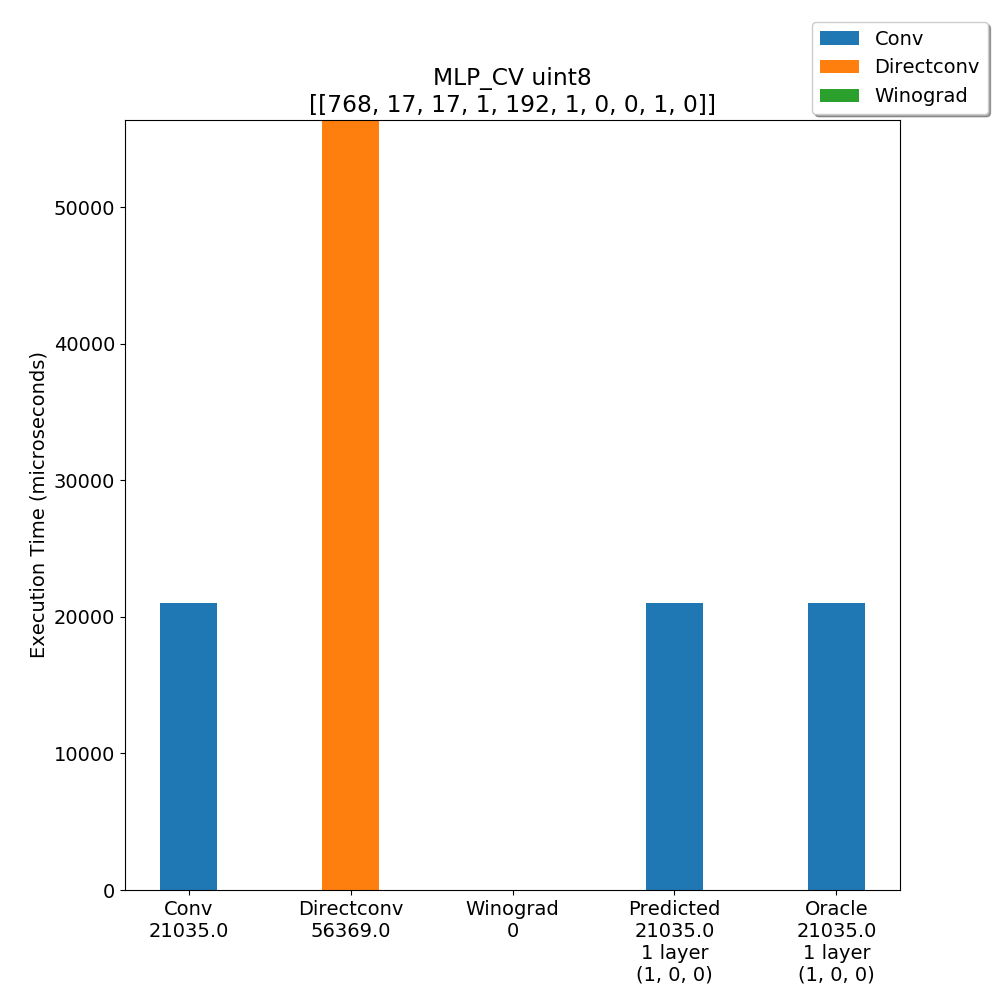 Conv
Directconv
Winograd
MLP_CV uint8
[[768, 17, 17, 1, 192, 1, 0, 0, 1, 0]]
Execution Time (microseconds)
50000
40000
30000
20000
10000
0
Conv
21035.0
Directconv
56369.0
Winograd
0
Predicted
21035.0
1 layer
(1, 0, 0)
Oracle
21035.0
1 layer
(1, 0, 0)